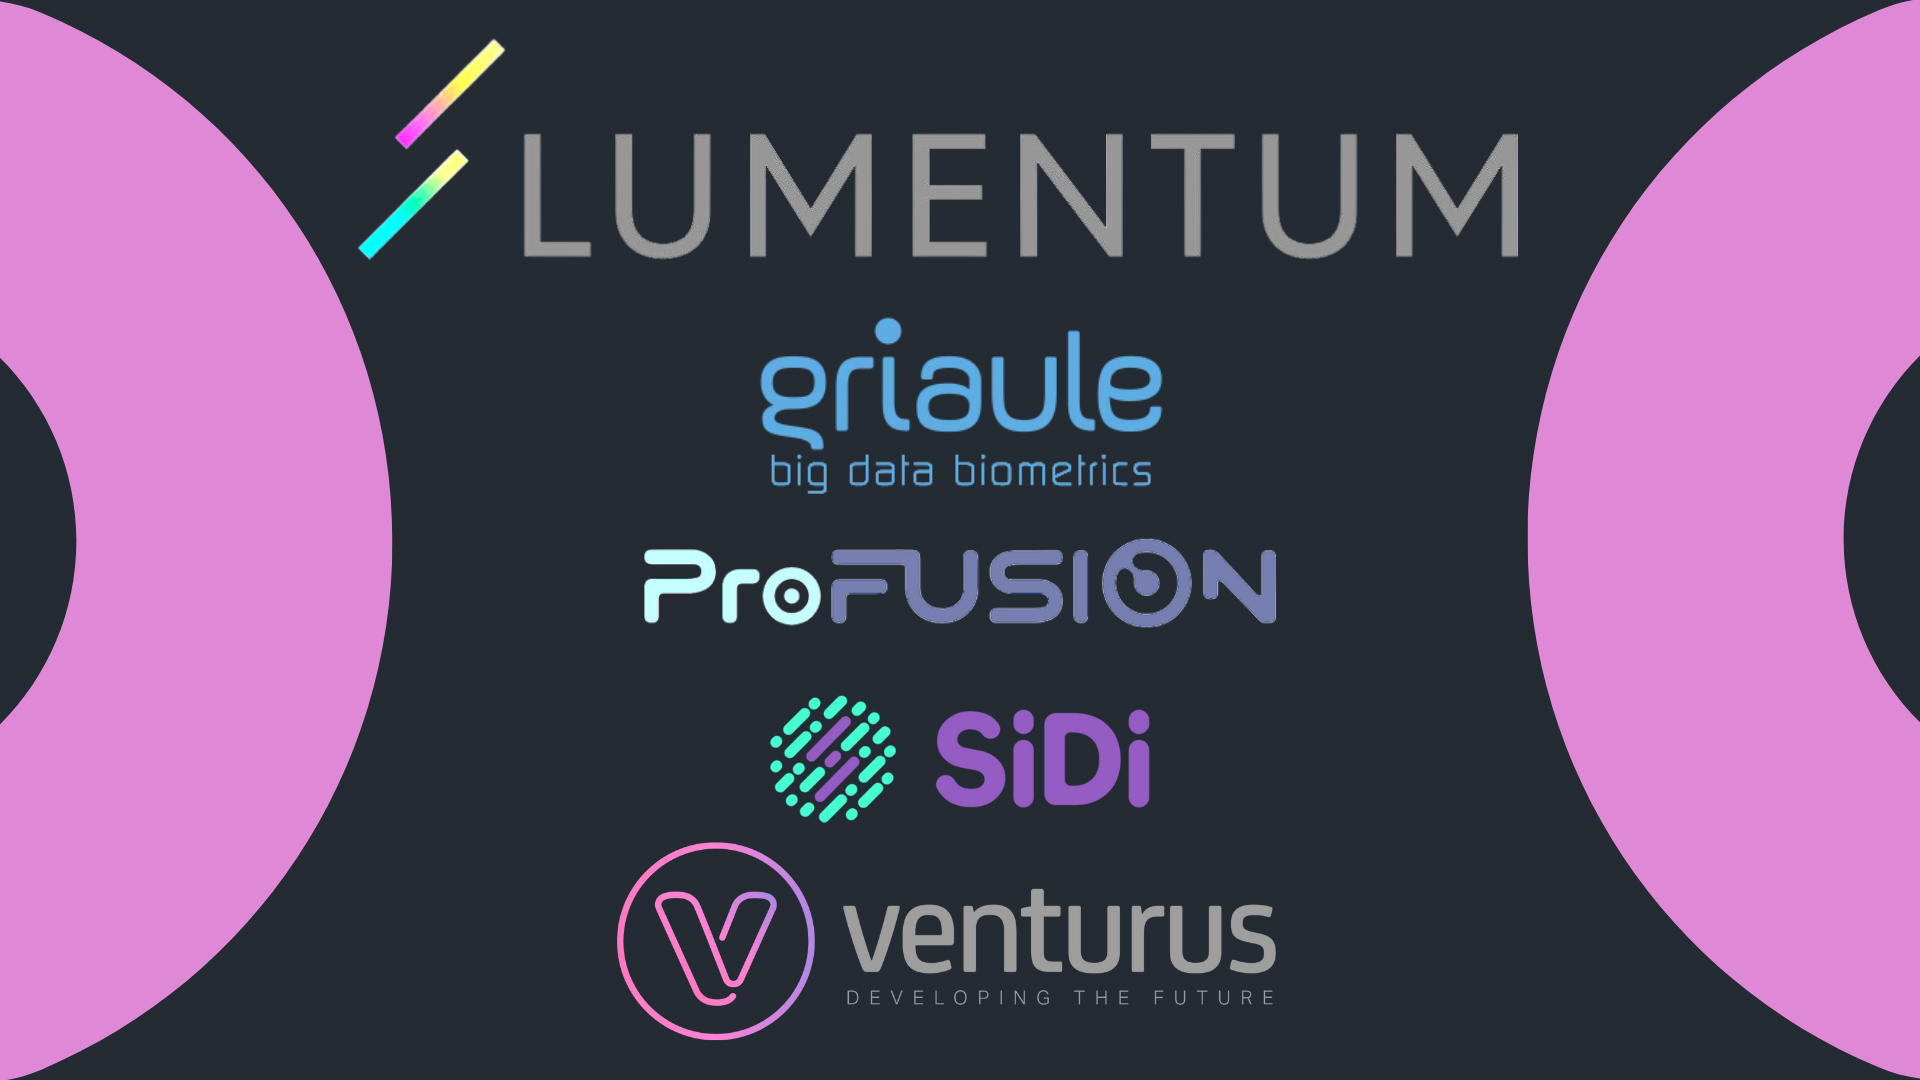 LUMENTUM
griaule
big data biometrics
ProFUSION
SiDi
venturus
DEVELOPING THE FUTURE